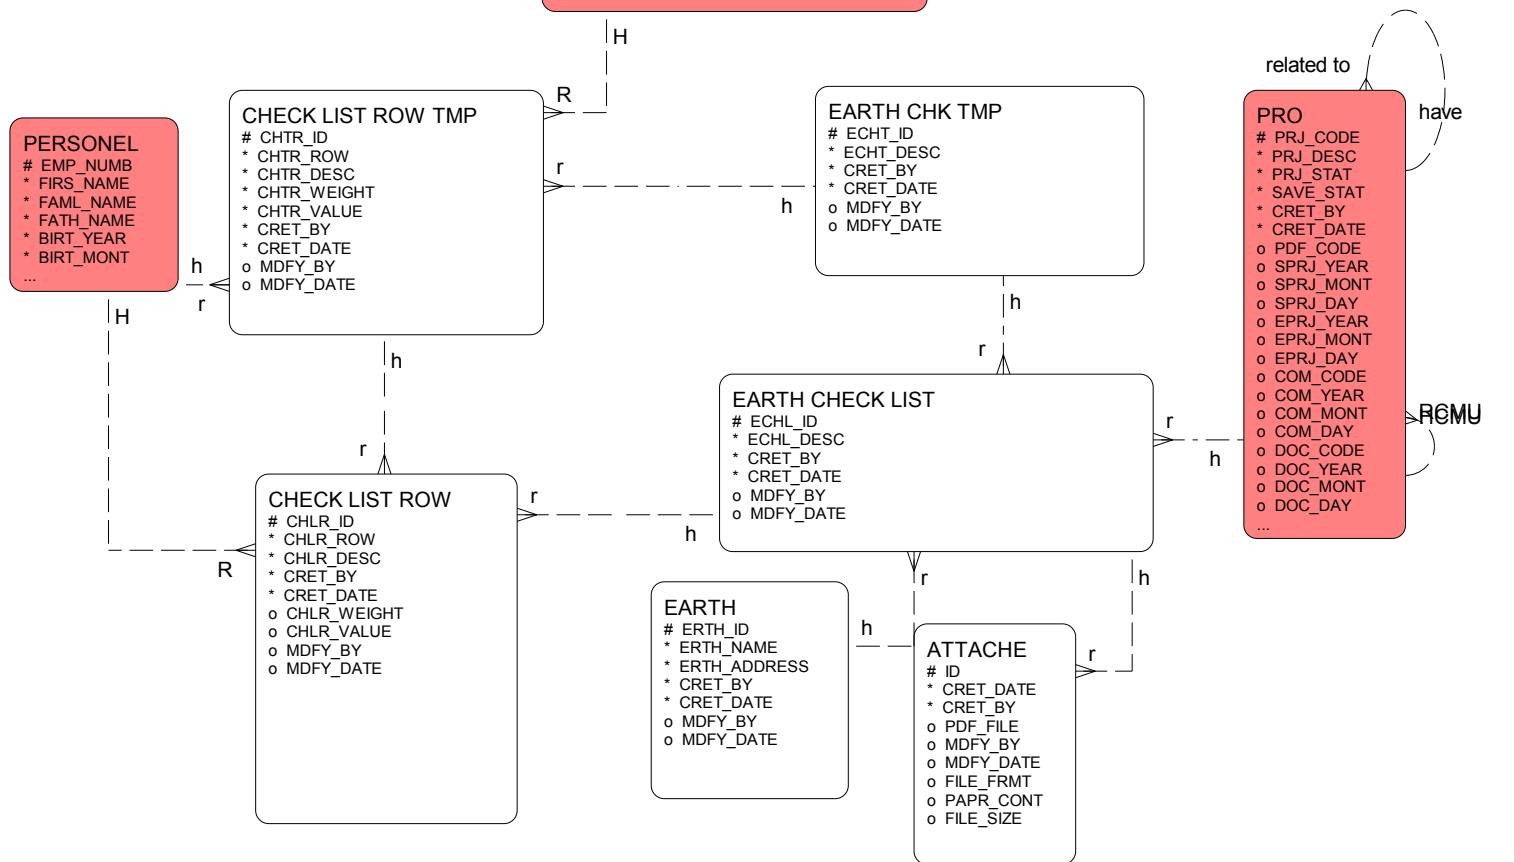 H
R
related to
have
PERSONEL
# EMP_NUMB
* FIRS_NAME
* FAML_NAME
* FATH_NAME
* BIRT_YEAR
* BIRT_MONT
...
h
r
H
R
CHECK LIST ROW TMP
# CHTR_ID
* CHTR_ROW
* CHTR_DESC
* CHTR_WEIGHT
* CHTR_VALUE
* CRET_BY
* CRET_DATE
o MDFY_BY
o MDFY_DATE
r
h
h
r
EARTH CHK TMP
# ECHT_ID
* ECHT_DESC
* CRET_BY
* CRET_DATE
o MDFY_BY
o MDFY_DATE
h
r
PRO
# PRJ_CODE
* PRJ_DESC
* PRJ_STAT
* SAVE_STAT
* CRET_BY
* CRET_DATE
o PDF_CODE
o SPRJ_YEAR
o SPRJ_MONT
o SPRJ_DAY
o EPRJ_YEAR
o EPRJ_MONT
o EPRJ_DAY
o COM_CODE
o COM_YEAR
o COM_MONT
o COM_DAY
o DOC_CODE
o DOC_YEAR
o DOC_MONT
o DOC_DAY
...
r
h
EARTH CHECK LIST
# ECHL_ID
* ECHL_DESC
* CRET_BY
* CRET_DATE
o MDFY_BY
o MDFY_DATE
r
h
CHECK LIST ROW
# CHLR_ID
* CHLR_ROW
* CHLR_DESC
* CRET_BY
* CRET_DATE
o CHLR_WEIGHT
o CHLR_VALUE
o MDFY_BY
o MDFY_DATE
r
h
h
r
EARTH
# ERTH_ID
* ERTH_NAME
* ERTH_ADDRESS
* CRET_BY
* CRET_DATE
o MDFY_BY
o MDFY_DATE
ATTACHE
# ID
* CRET_DATE
* CRET_BY
o PDF_FILE
o MDFY_BY
o MDFY_DATE
o FILE_FRMT
o PAPR_CONT
o FILE_SIZE